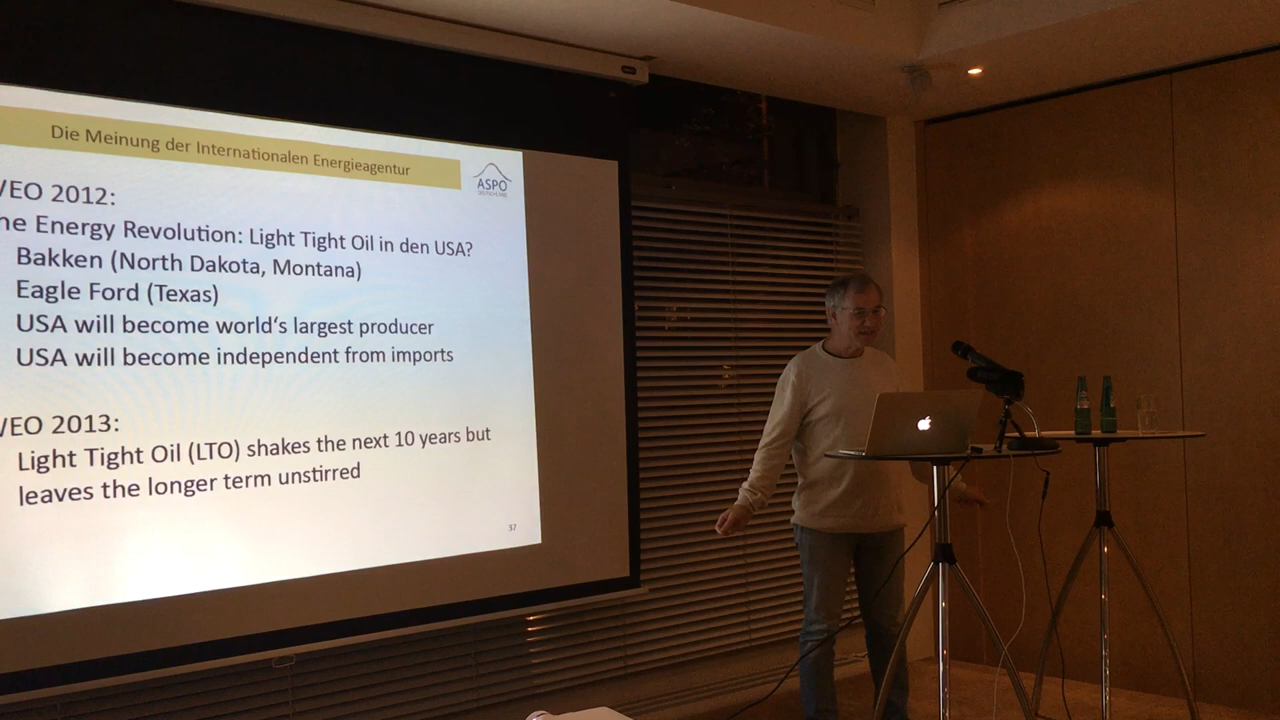 Die Meinung der Internationalen Energieagentur
ASPO
DEUTSCHLAND
VEO 2012:
he Energy Revolution: Light Tight Oil in den USA?
Bakken (North Dakota, Montana)
Eagle Ford (Texas)
USA will become world‘s largest producer
USA will become independent from imports
VEO 2013:
Light Tight Oil (LTO) shakes the next 10 years but
leaves the longer term unstirred
37